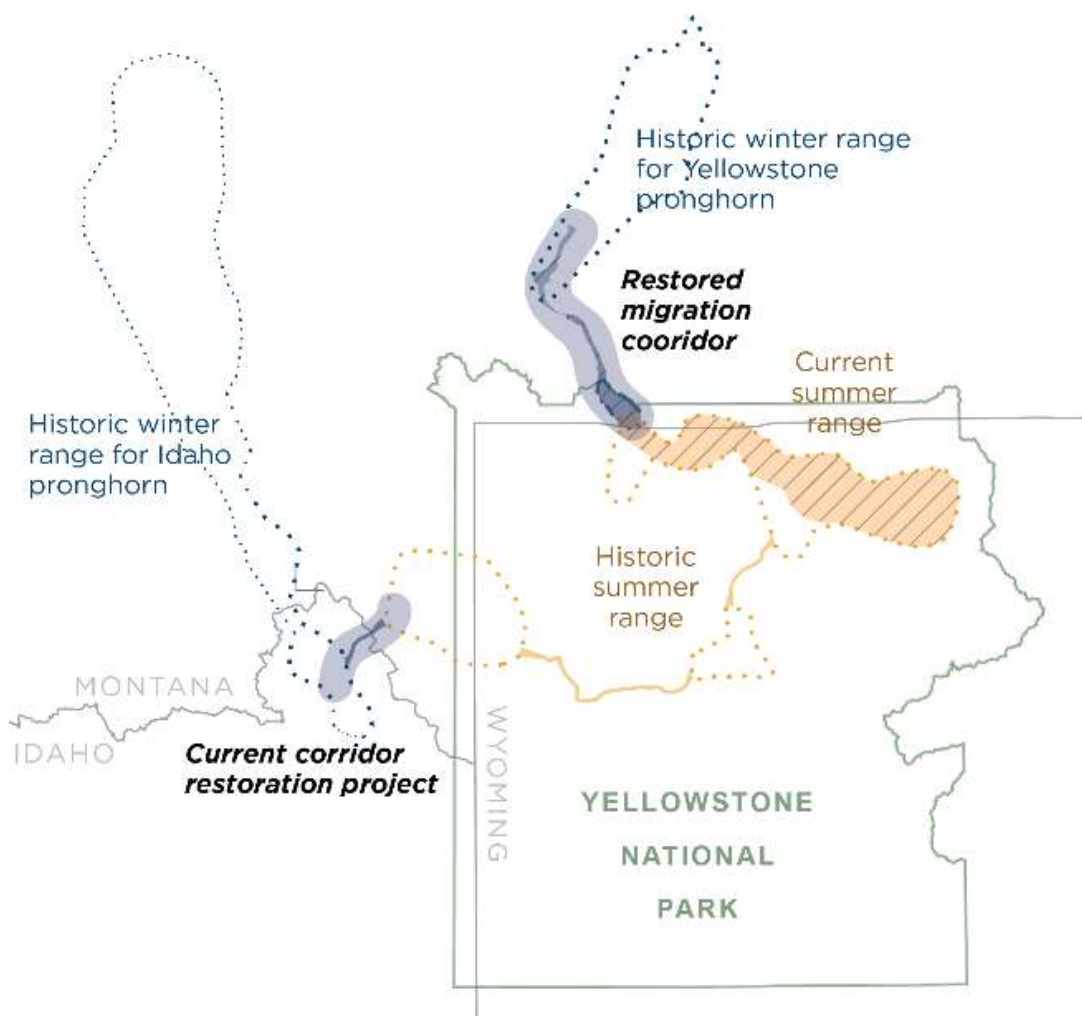 Historic winter range
for Yellowstone
pronghorn
Restored
migration
cooridor
Current
summer
range
Historic winter
range for Idaho
pronghorn
Historic
summer
range
MONTANA
IDAHO
WYOMING
Current corridor
restoration project
YELLOWSTONE
NATIONAL
PARK